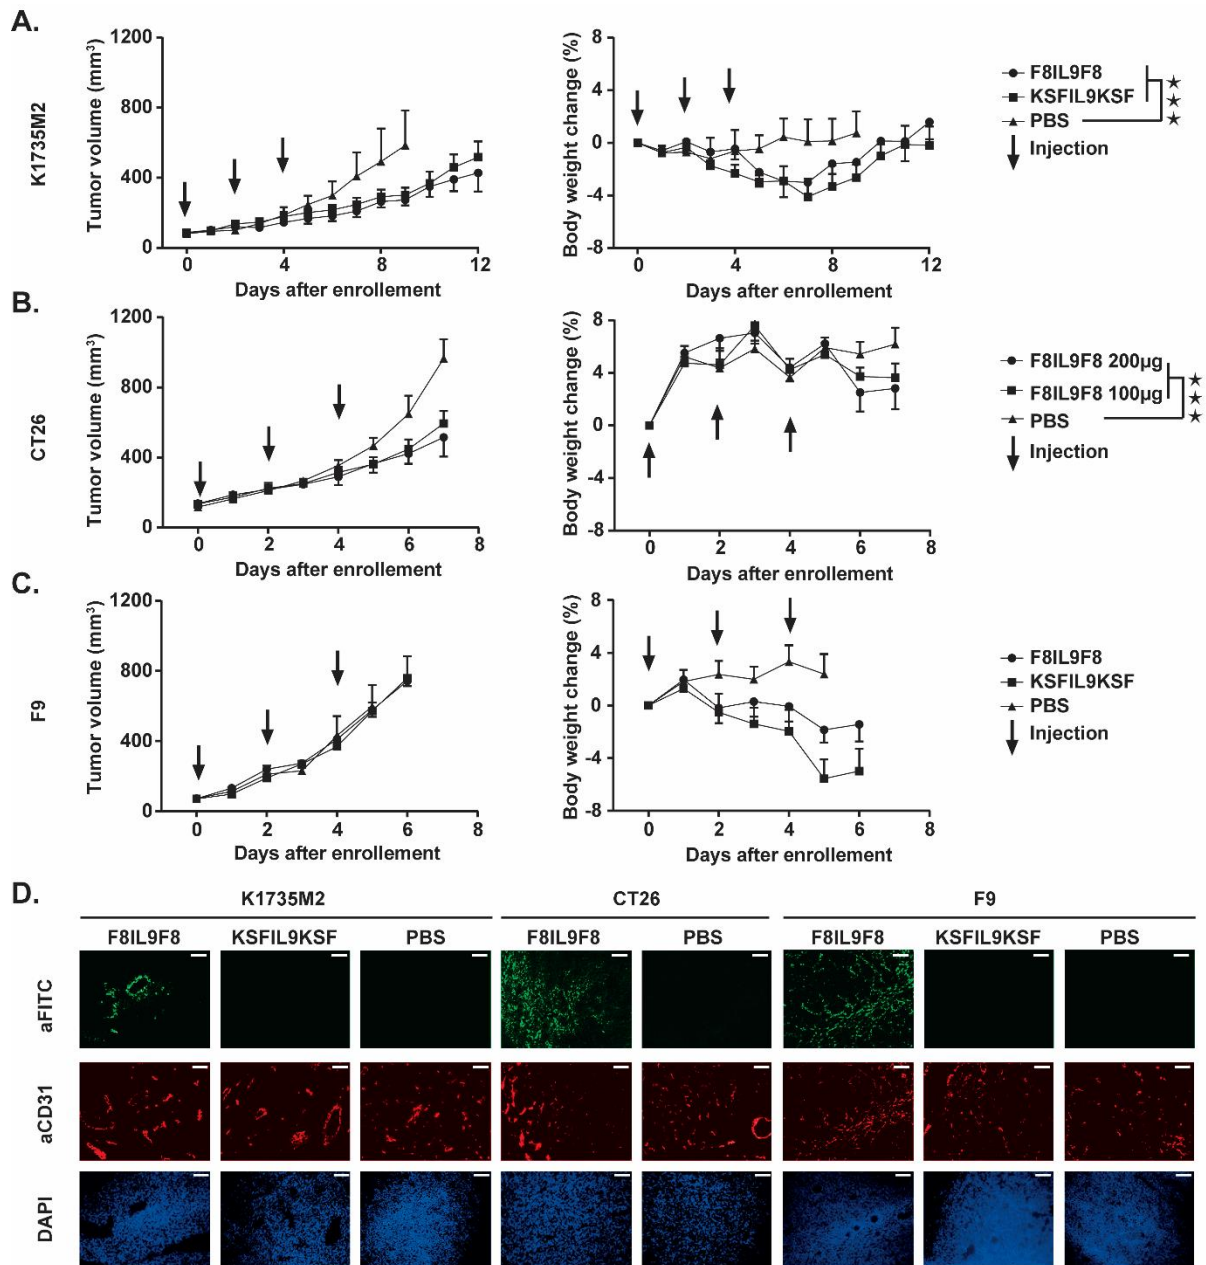 A.
K1735M2
Tumor volume (mm³)
1200
800
400
0
0 4 8 12
Days after enrollement
Body weight change (%)
8
4
0
-4
-8
0 4 8 12
Days after enrollement
F8IL9F8
KSFIL9KSF
PBS
Injection
★
★
★
B.
CT26
Tumor volume (mm³)
1200
800
400
0
0 2 4 6 8
Days after enrollement
Body weight change (%)
8
4
0
-4
-8
0 2 4 6 8
Days after enrollement
F8IL9F8 200µg
F8IL9F8 100µg
PBS
Injection
★
★
★
C.
F9
Tumor volume (mm³)
1200
800
400
0
0 2 4 6 8
Days after enrollement
Body weight change (%)
8
4
0
-4
-8
0 2 4 6 8
Days after enrollement
F8IL9F8
KSFIL9KSF
PBS
Injection
D.
K1735M2 CT26 F9
F8IL9F8 KSFIL9KSF PBS F8IL9F8 PBS F8IL9F8 KSFIL9KSF PBS
aFITC
aCD31
DAPI